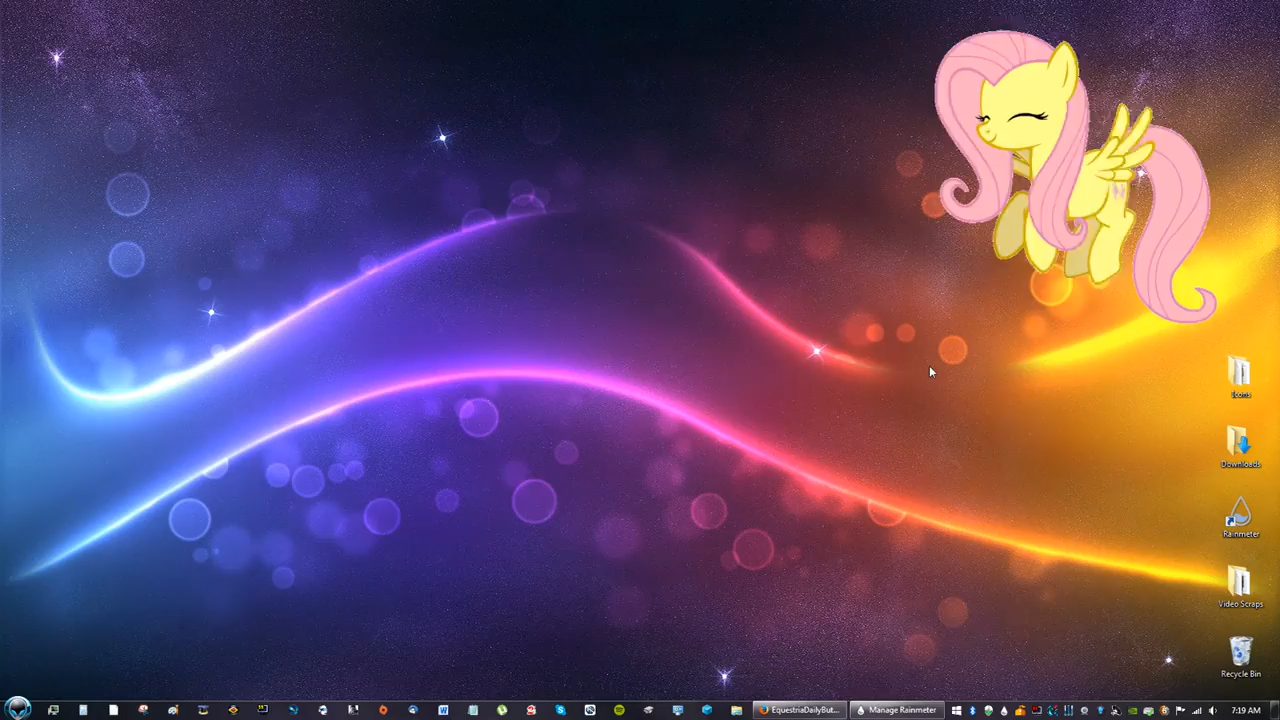 Icons
Downloads
Rainmeter
Video Scraps
Recycle Bin
EquestriaDailyBut...
Manage Rainmeter
7:19 AM